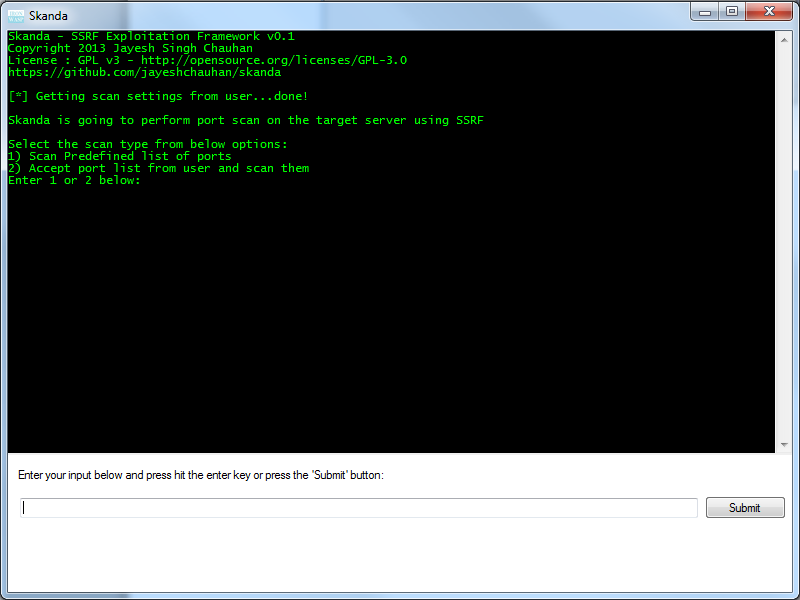 Skanda
Skanda - SSRF Exploitation Framework v0.1
Copyright 2013 Jayesh Singh Chauhan
License : GPL v3 - http://opensource.org/licenses/GPL-3.0
https://github.com/jayeshchauhan/skanda
[*] Getting scan settings from user...done!
Skanda is going to perform port scan on the target server using SSRF
Select the scan type from below options:
1) Scan Predefined list of ports
2) Accept port list from user and scan them
Enter 1 or 2 below:
Enter your input below and press hit the enter key or press the 'Submit' button:
Submit